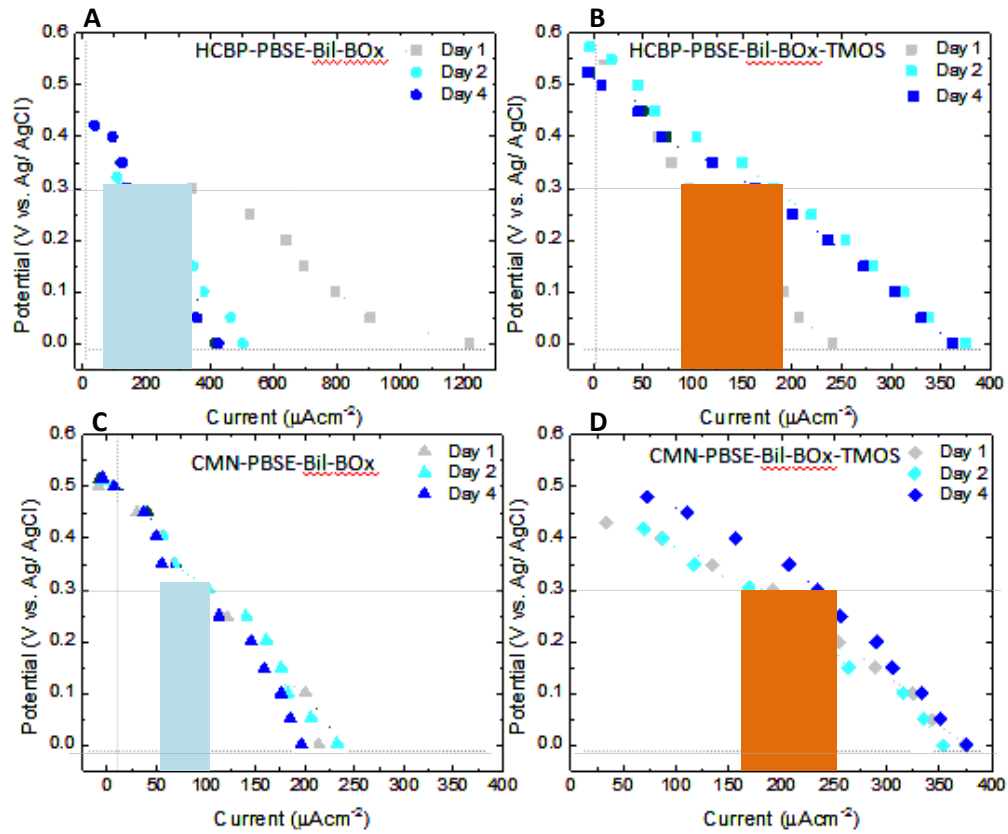 A
HCBP-PBSE-Bil-BOx
Day 1
Day 2
Day 4
Potential (V vs. Ag/ AgCl)
0.6
0.5
0.4
0.3
0.2
0.1
0.0
0 200 400 600 800 1000 1200
Current (µAcm⁻²)
B
HCBP-PBSE-Bil-BOx-TMOS
Day 1
Day 2
Day 4
Potential (V vs. Ag/ AgCl)
0.6
0.5
0.4
0.3
0.2
0.1
0.0
0 50 100 150 200 250 300 350 400
Current (µAcm⁻²)
C
CMN-PBSE-Bil-BOx
Day 1
Day 2
Day 4
Potential (V vs. Ag/ AgCl)
0.6
0.5
0.4
0.3
0.2
0.1
0.0
0 50 100 150 200 250 300 350 400
Current (µAcm⁻²)
D
CMN-PBSE-Bil-BOx-TMOS
Day 1
Day 2
Day 4
Potential (V vs. Ag/ AgCl)
0.6
0.5
0.4
0.3
0.2
0.1
0.0
0 50 100 150 200 250 300 350 400
Current (µAcm⁻²)